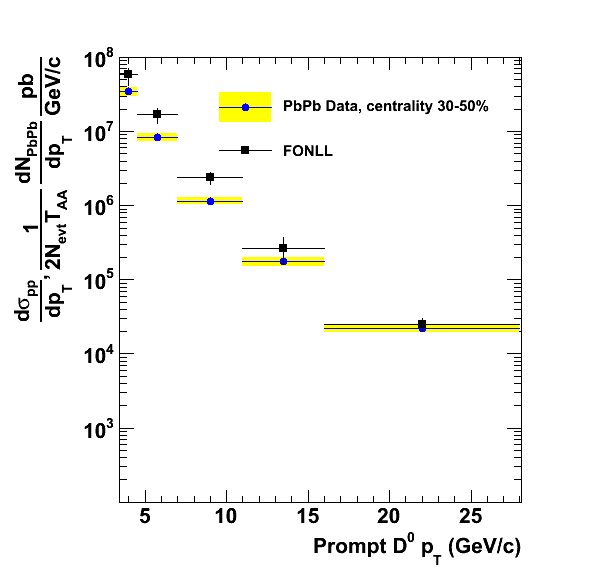 10^8
10^7
10^6
10^5
10^4
10^3
dσ_pp / dp_T , 1 / 2N_evt T_AA dN_PbPb / dp_T pb / GeV/c
PbPb Data, centrality 30-50%
FONLL
5 10 15 20 25
Prompt D^0 p_T (GeV/c)